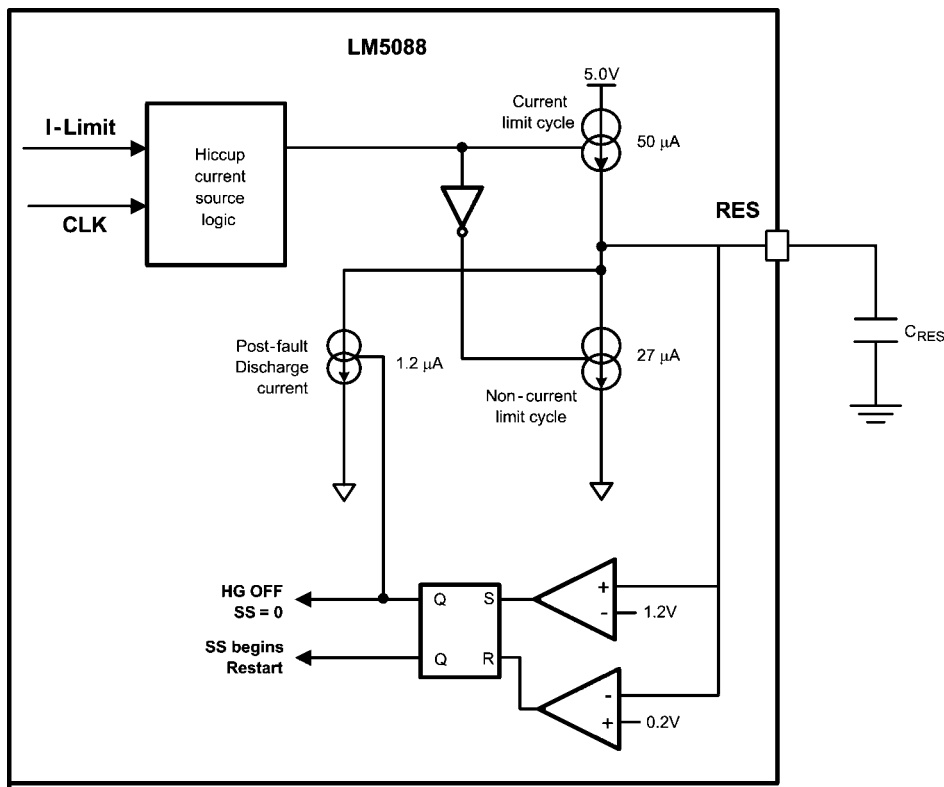 LM5088
5.0V
Current
limit cycle
50 μA
I-Limit
Hiccup
current
source
logic
CLK
RES
CRES
Post-fault
Discharge
current
1.2 μA
27 μA
Non-current
limit cycle
HG OFF
SS = 0
Q
S
+
-
1.2V
SS begins
Restart
Q
R
-
+
0.2V